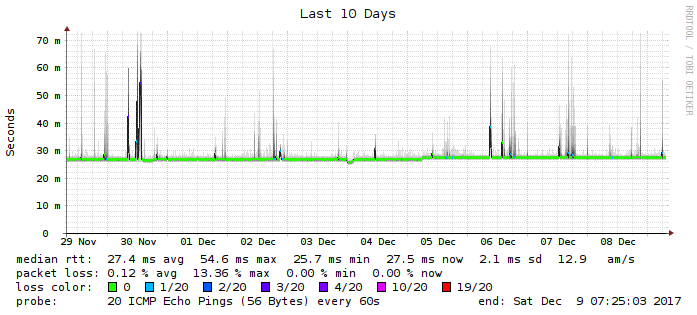 Last 10 Days
RRDTOOL / TOBI OETIKER
Seconds
70 m
60 m
50 m
40 m
30 m
20 m
10 m
0
29 Nov 30 Nov 01 Dec 02 Dec 03 Dec 04 Dec 05 Dec 06 Dec 07 Dec 08 Dec
median rtt: 27.4 ms avg 54.6 ms max 25.7 ms min 27.5 ms now 2.1 ms sd 12.9 am/s
packet loss: 0.12 % avg 13.36 % max 0.00 % min 0.00 % now
loss color: 0 1/20 2/20 3/20 4/20 10/20 19/20
probe: 20 ICMP Echo Pings (56 Bytes) every 60s end: Sat Dec 9 07:25:03 2017